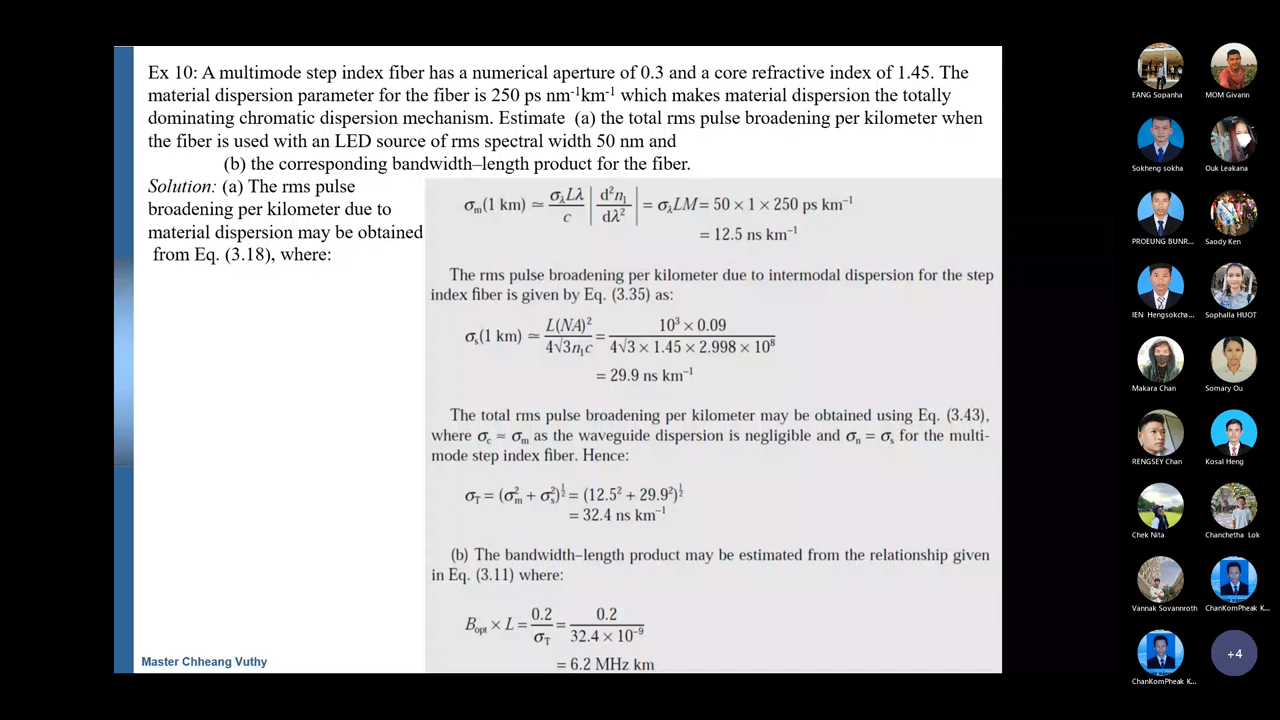 Ex 10: A multimode step index fiber has a numerical aperture of 0.3 and a core refractive index of 1.45. The
material dispersion parameter for the fiber is 250 ps nm⁻¹km⁻¹ which makes material dispersion the totally
dominating chromatic dispersion mechanism. Estimate (a) the total rms pulse broadening per kilometer when
the fiber is used with an LED source of rms spectral width 50 nm and
(b) the corresponding bandwidth–length product for the fiber.
Solution: (a) The rms pulse
broadening per kilometer due to
material dispersion may be obtained
from Eq. (3.18), where:
σₘ(1 km) ≃ σ_λLλ/c |d²n₁/dλ²| = σ_λLM = 50 × 1 × 250 ps km⁻¹
= 12.5 ns km⁻¹
The rms pulse broadening per kilometer due to intermodal dispersion for the step
index fiber is given by Eq. (3.35) as:
σₛ(1 km) ≃ L(NA)²/4√3n₁c = 10³ × 0.09/4√3 × 1.45 × 2.998 × 10⁸
= 29.9 ns km⁻¹
The total rms pulse broadening per kilometer may be obtained using Eq. (3.43),
where σc ≈ σₘ as the waveguide dispersion is negligible and σₙ = σₛ for the multi-
mode step index fiber. Hence:
σ_T = (σₘ² + σₛ²)^½ = (12.5² + 29.9²)^½
= 32.4 ns km⁻¹
(b) The bandwidth–length product may be estimated from the relationship given
in Eq. (3.11) where:
B_opt × L = 0.2/σ_T = 0.2/32.4 × 10⁻⁹
= 6.2 MHz km
Master Chheang Vuthy
EANG Sopanha
MOM Givann
Sokheng sokha
Ouk Leakana
PROEUNG BUNR...
Saody Ken
IEN Hengsokcha...
Sophalla HUOT
Makara Chan
Somary Ou
RENGSEY Chan
Kosal Heng
Chek Nita
Chanchetha Lok
Vannak Sovannroth
ChanKomPheak K...
ChanKomPheak K...
+4